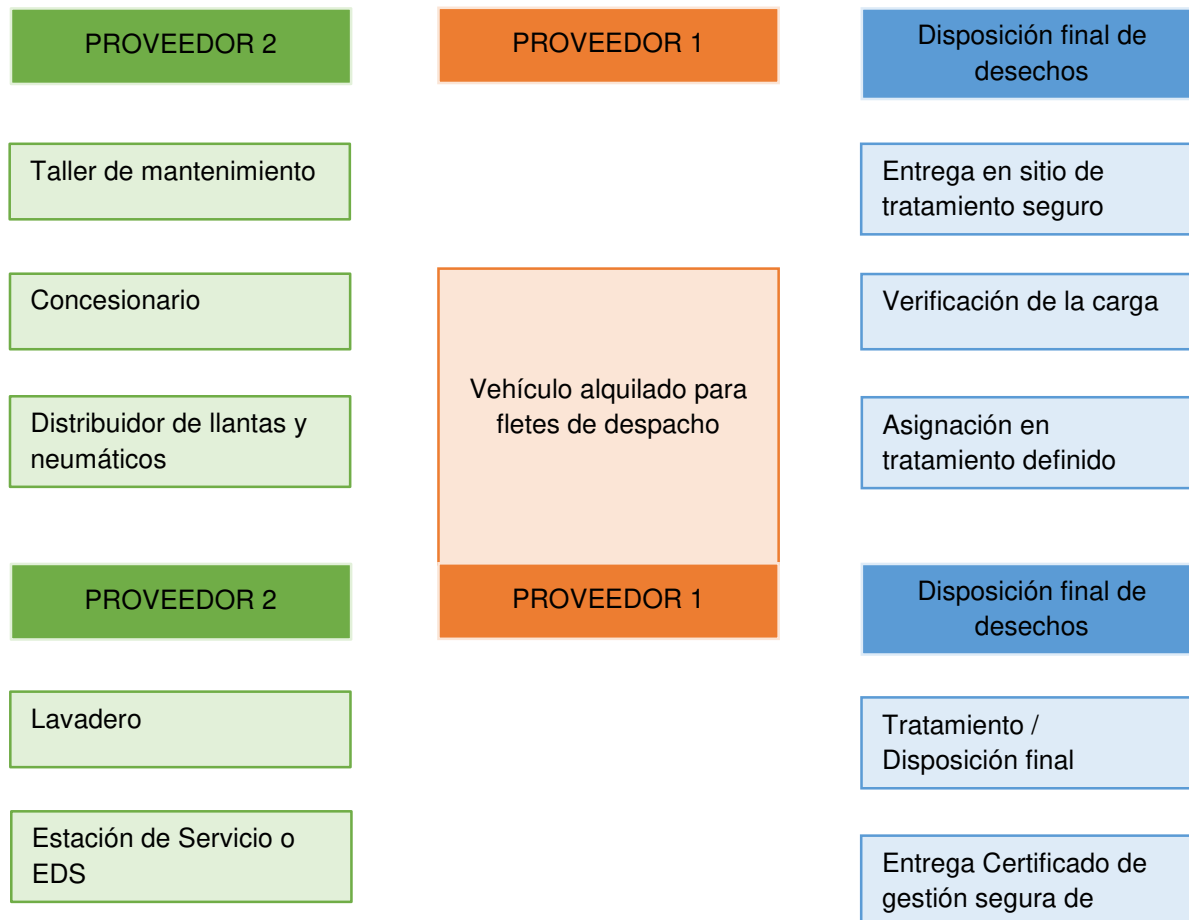 PROVEEDOR 2
PROVEEDOR 1
Disposición final de
desechos
Taller de mantenimiento
Entrega en sitio de
tratamiento seguro
Concesionario
Verificación de la carga
Vehículo alquilado para
fletes de despacho
Distribuidor de llantas y
neumáticos
Asignación en
tratamiento definido
PROVEEDOR 2
PROVEEDOR 1
Disposición final de
desechos
Lavadero
Tratamiento /
Disposición final
Estación de Servicio o
EDS
Entrega Certificado de
gestión segura de